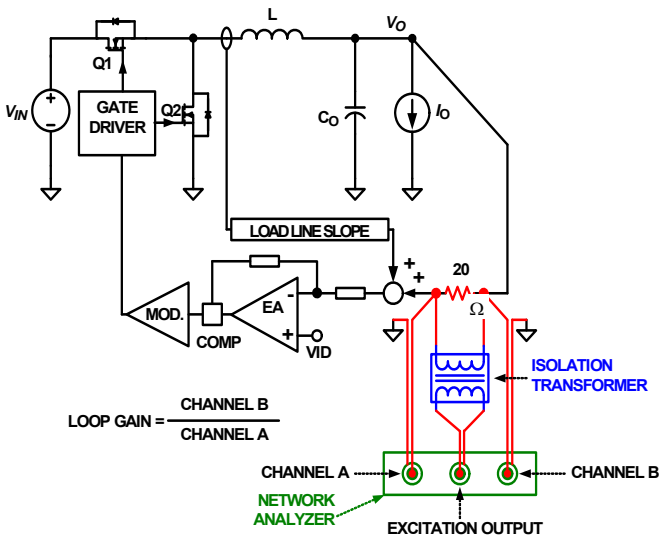 L
VO
Q1
VIN
+
−
GATE
DRIVER
Q2
CO
IO
LOAD LINE SLOPE
+
+
20
Ω
MOD.
COMP
EA
-
+
VID
ISOLATION
TRANSFORMER
LOOP GAIN =
CHANNEL B
CHANNEL A
CHANNEL A
CHANNEL B
NETWORK
ANALYZER
EXCITATION OUTPUT